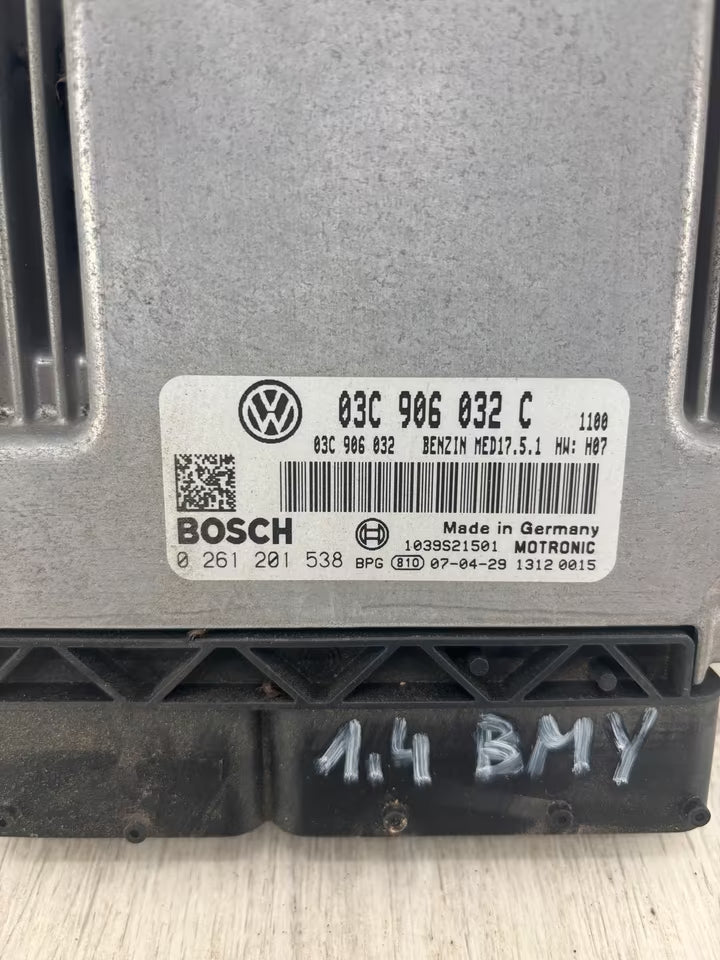 03C 906 032 C 1100
03C 906 032 BENZIN MED17.5.1 HW: H07
BOSCH Made in Germany
1039S21501 MOTRONIC
0 261 201 538 BPG 810 07-04-29 1312 0015
1.4 BMY